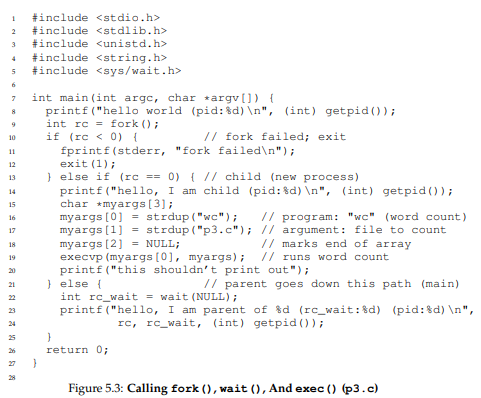 1 #include <stdio.h>
2 #include <stdlib.h>
3 #include <unistd.h>
4 #include <string.h>
5 #include <sys/wait.h>
6
7 int main(int argc, char *argv[]) {
8   printf("hello world (pid:%d)\n", (int) getpid());
9   int rc = fork();
10   if (rc < 0) {         // fork failed; exit
11     fprintf(stderr, "fork failed\n");
12     exit(1);
13   } else if (rc == 0) { // child (new process)
14     printf("hello, I am child (pid:%d)\n", (int) getpid());
15     char *myargs[3];
16     myargs[0] = strdup("wc");   // program: "wc" (word count)
17     myargs[1] = strdup("p3.c"); // argument: file to count
18     myargs[2] = NULL;           // marks end of array
19     execvp(myargs[0], myargs);  // runs word count
20     printf("this shouldn't print out");
21   } else {              // parent goes down this path (main)
22     int rc_wait = wait(NULL);
23     printf("hello, I am parent of %d (rc_wait:%d) (pid:%d)\n",
24             rc, rc_wait, (int) getpid());
25   }
26   return 0;
27 }
28
Figure 5.3: Calling fork(), wait(), And exec() (p3.c)